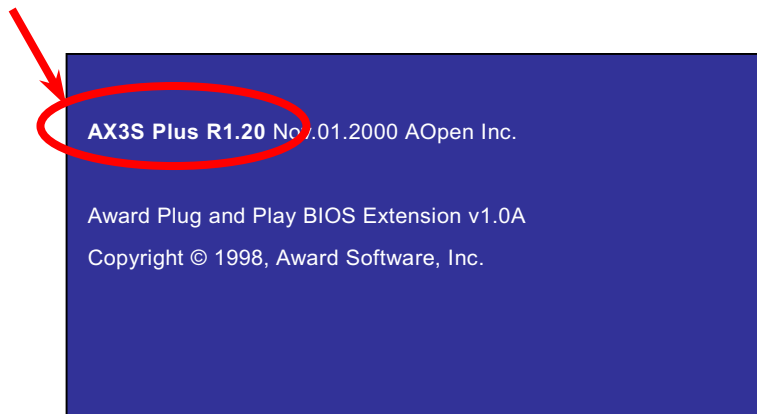 AX3S Plus R1.20 Nov.01.2000 AOpen Inc.
Award Plug and Play BIOS Extension v1.0A
Copyright © 1998, Award Software, Inc.